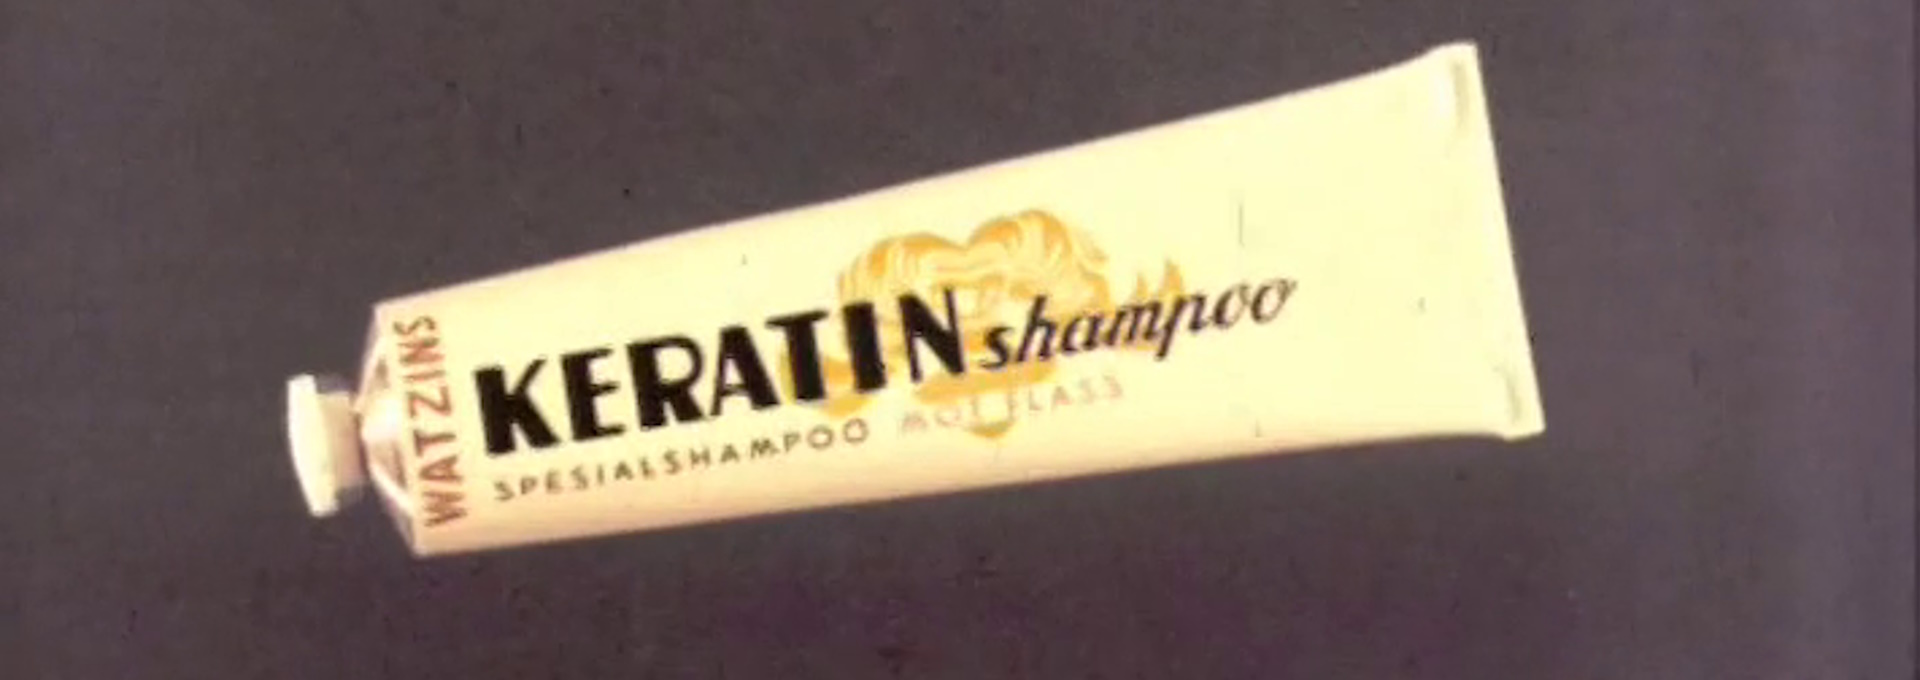 WATZINS
KERATIN shampoo
SPESIALSHAMPOO MOT FLASS